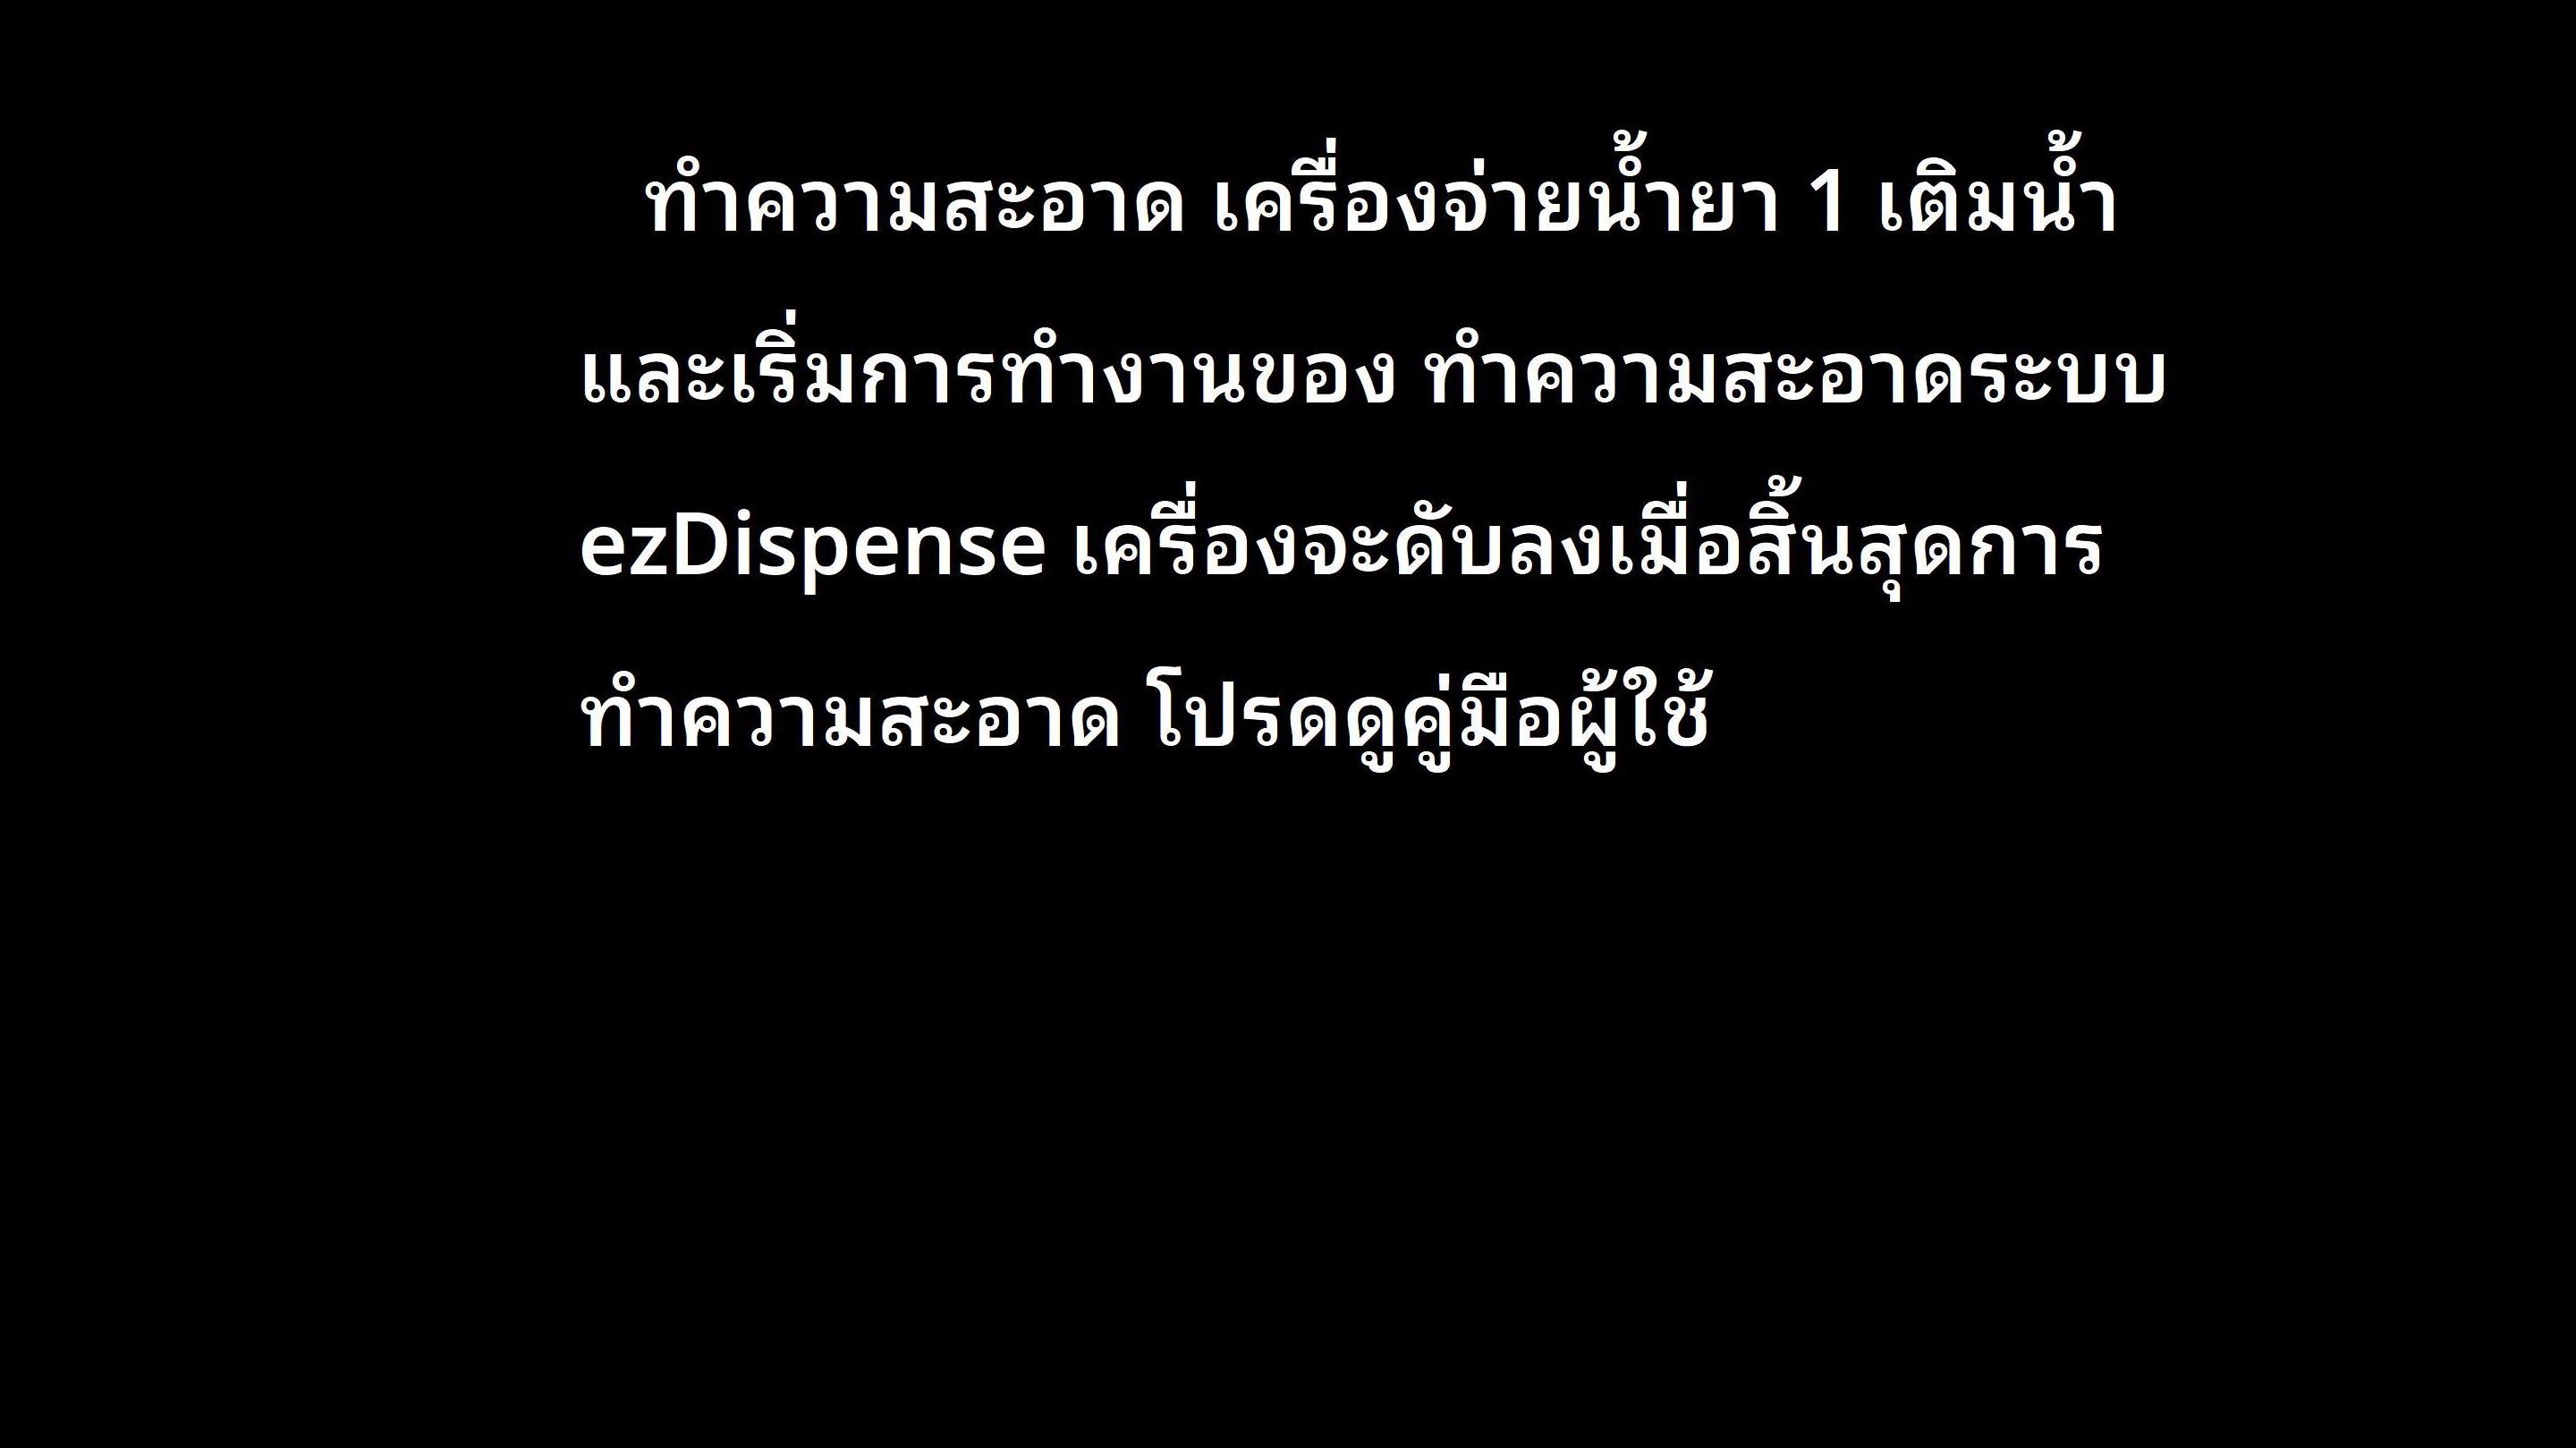 ทำความสะอาด เครื่องจ่ายน้ำยา 1 เติมน้ำ
และเริ่มการทำงานของ ทำความสะอาดระบบ
ezDispense เครื่องจะดับลงเมื่อสิ้นสุดการ
ทำความสะอาด โปรดดูคู่มือผู้ใช้